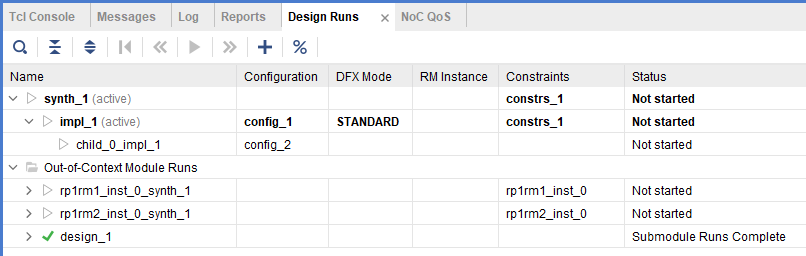 Tcl Console Messages Log Reports Design Runs × NoC QoS
Name Configuration DFX Mode RM Instance Constraints Status
synth_1 (active) constrs_1 Not started
impl_1 (active) config_1 STANDARD constrs_1 Not started
child_0_impl_1 config_2 Not started
Out-of-Context Module Runs
rp1rm1_inst_0_synth_1 rp1rm1_inst_0 Not started
rp1rm2_inst_0_synth_1 rp1rm2_inst_0 Not started
design_1 Submodule Runs Complete